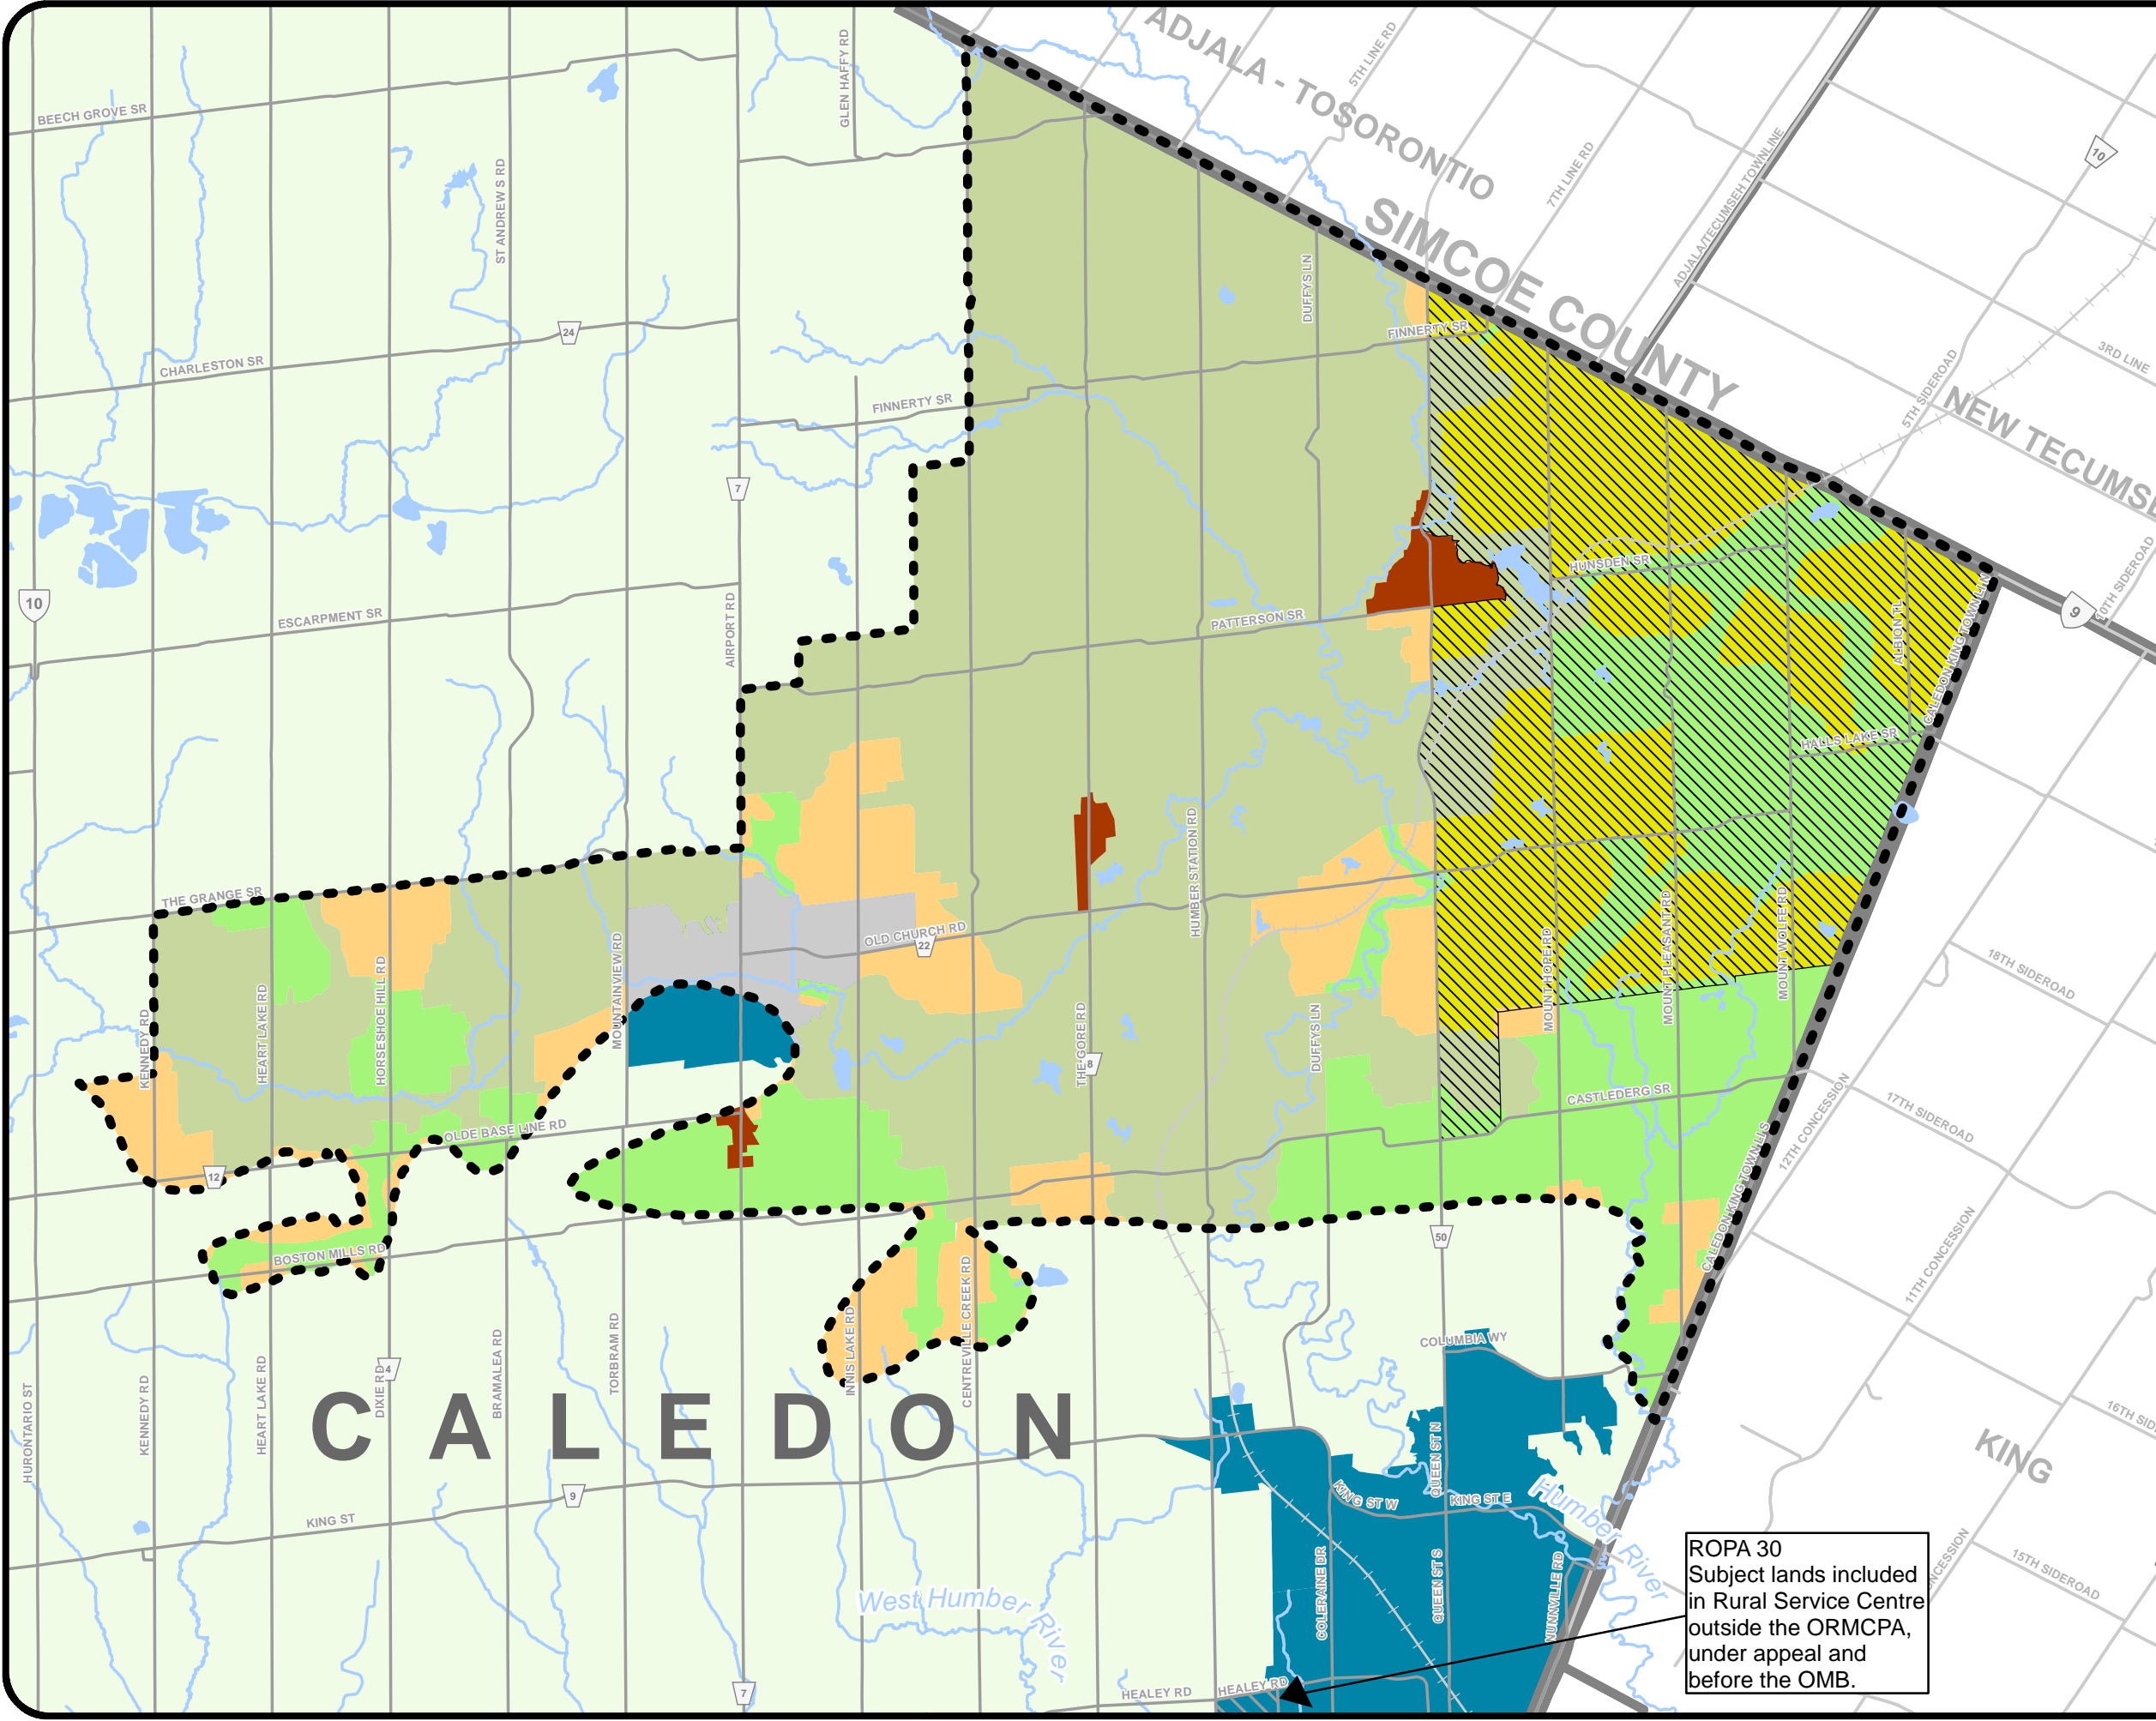 ADJALA - TOSORONTIO
5TH LINE RD
GLEN HAFFY RD
BEECH GROVE SR
7TH LINE RD
ADJALA/TECUMSEH TOWNLINE
10
ST ANDREWS RD
SIMCOE COUNTY
DUFFYS LN
24
FINNERTY SR
CHARLESTON SR
3RD LINE
5TH SIDEROAD
FINNERTY SR
NEW TECUMSE
7
HUNSDEN SR
10TH SIDEROAD
10
9
ESCARPMENT SR
AIRPORT RD
PATTERSON SR
ALBION TL
CALEDON KING TOWN LIN
HALLS LAKE SR
HUMBER STATION RD
THE GRANGE SR
OLD CHURCH RD
22
MOUNTAINVIEW RD
HORSESHOE HILL RD
HEART LAKE RD
KENNEDY RD
MOUNT HOPE RD
MOUNT PLEASANT RD
MOUNT WOLFE RD
18TH SIDEROAD
THE GORE RD
8
DUFFYS LN
CASTLEDERG SR
OLDE BASE LINE RD
12
17TH SIDEROAD
12TH CONCESSION
CALEDON KING TOWN LI S
50
BOSTON MILLS RD
11TH CONCESSION
CENTREVILLE CREEK RD
INNIS LAKE RD
COLUMBIA WY
HURONTARIO ST
KENNEDY RD
HEART LAKE RD
DIXIE RD
4
BRAMALEA RD
TORBRAM RD
CALEDON
16TH SID
KING
QUEEN ST N
KING ST W
KING ST E
9
KING ST
Humber River
COLERAINE DR
QUEEN ST S
NUNNVILLE RD
NCESSION
15TH SIDEROAD
West Humber River
ROPA 30
Subject lands included
in Rural Service Centre
outside the ORMCPA,
under appeal and
before the OMB.
7
HEALEY RD
HEALEY RD